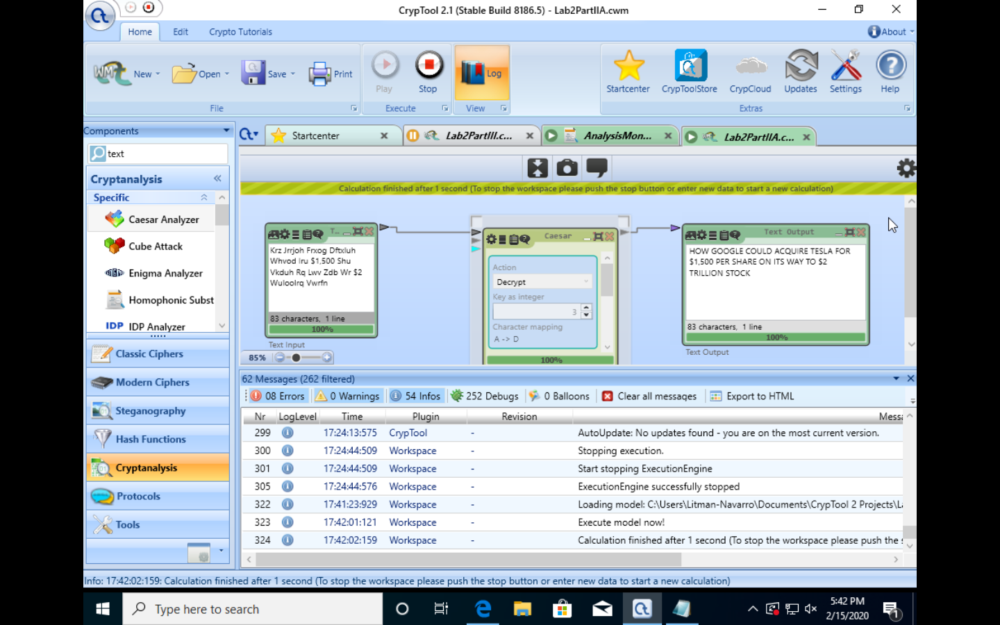 CrypTool 2.1 (Stable Build 8186.5) - Lab2PartIIA.cwm
Home Edit Crypto Tutorials About
New Open Save Print Play Stop Log Startcenter CrypToolStore CrypCloud Updates Settings Help
File Execute View Extras
Components
text
Cryptanalysis
Specific
Caesar Analyzer
Cube Attack
Enigma Analyzer
Homophonic Subst
IDP IDP Analyzer
Classic Ciphers
Modern Ciphers
Steganography
Hash Functions
Cryptanalysis
Protocols
Tools
Startcenter Lab2PartIII.c... AnalysisMon... Lab2PartIIA.c...
Calculation finished after 1 second (To stop the workspace please push the stop button or enter new data to start a new calculation)
T...
Krz Jrrjoh Frxog Dftxluh
Whvod Iru $1,500 Shu
Vkduh Rq Lwv Zdb Wr $2
Wuloolrq Vwrfn
83 characters, 1 line
100%
Text Input
85%
Caesar
Action
Decrypt
Key as integer
3
Character mapping
A -> D
100%
Text Output
HOW GOOGLE COULD ACQUIRE TESLA FOR
$1,500 PER SHARE ON ITS WAY TO $2
TRILLION STOCK
83 characters, 1 line
100%
Text Output
62 Messages (262 filtered)
08 Errors 0 Warnings 54 Infos 252 Debugs 0 Balloons Clear all messages Export to HTML
Nr LogLevel Time Plugin Revision Messa
299 17:24:13:575 CrypTool - AutoUpdate: No updates found - you are on the most current version.
300 17:24:44:509 Workspace - Stopping execution.
301 17:24:44:509 Workspace - Start stopping ExecutionEngine
305 17:24:44:576 Workspace - ExecutionEngine successfully stopped
322 17:41:23:929 Workspace - Loading model: C:\Users\Litman-Navarro\Documents\CrypTool 2 Projects\La
323 17:42:01:121 Workspace - Execute model now!
324 17:42:02:159 Workspace - Calculation finished after 1 second (To stop the workspace please push the s
Info: 17:42:02:159: Calculation finished after 1 second (To stop the workspace please push the stop button or enter new data to start a new calculation)
Type here to search
5:42 PM
2/15/2020
1